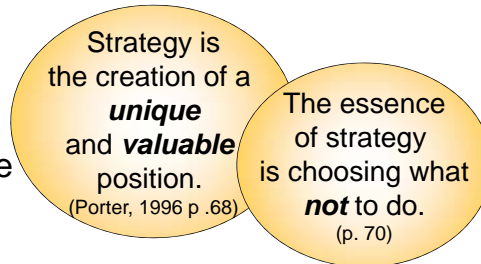 Strategy is
the creation of a
unique
and valuable
position.
(Porter, 1996 p .68)
The essence
of strategy
is choosing what
not to do.
(p. 70)